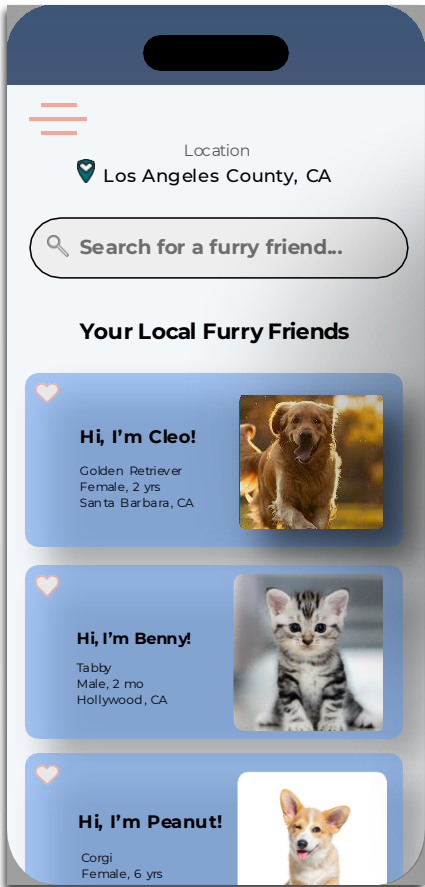 Location
Los Angeles County, CA
Search for a furry friend...
Your Local Furry Friends
Hi, I'm Cleo!
Golden Retriever
Female, 2 yrs
Santa Barbara, CA
Hi, I'm Benny!
Tabby
Male, 2 mo
Hollywood, CA
Hi, I'm Peanut!
Corgi
Female, 6 yrs